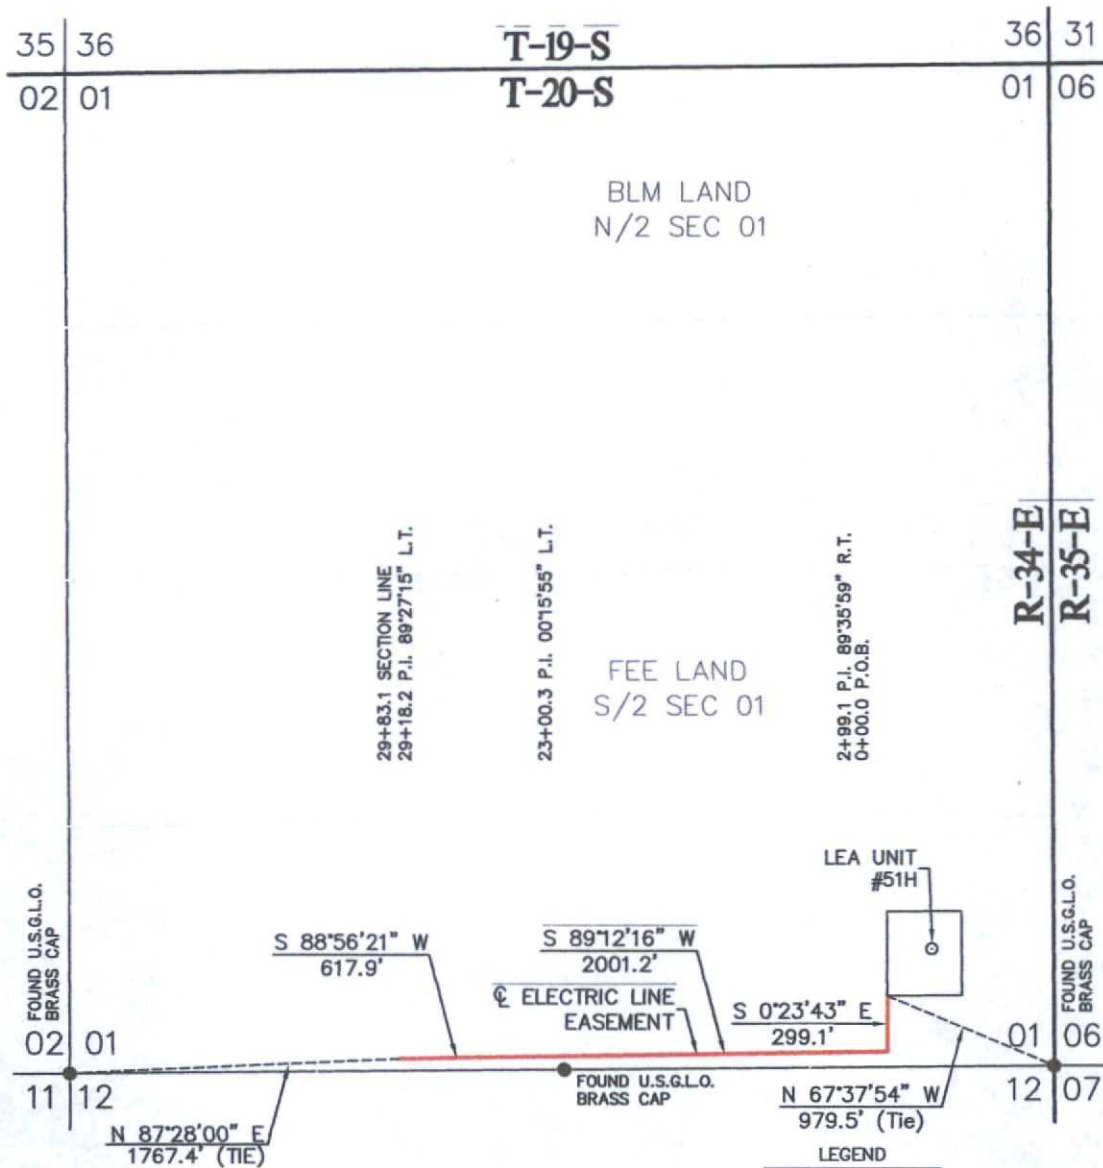 35 36
T-19-S
36 31
02 01
T-20-S
01 06
BLM LAND
N/2 SEC 01
R-34-E
R-35-E
29+83.1 SECTION LINE
29+18.2 P.I. 89°27'15" L.T.
23+00.3 P.I. 00°15'55" L.T.
2+99.1 P.I. 89°35'59" R.T.
0+00.0 P.O.B.
FEE LAND
S/2 SEC 01
LEA UNIT
#51H
FOUND U.S.G.L.O.
BRASS CAP
S 88°56'21" W
617.9'
S 89°12'16" W
2001.2'
℄ ELECTRIC LINE
EASEMENT
S 0°23'43" E
299.1'
FOUND U.S.G.L.O.
BRASS CAP
02 01
01 06
11 12
FOUND U.S.G.L.O.
BRASS CAP
12 07
N 67°37'54" W
979.5' (Tie)
N 87°28'00" E
1767.4' (TIE)
LEGEND